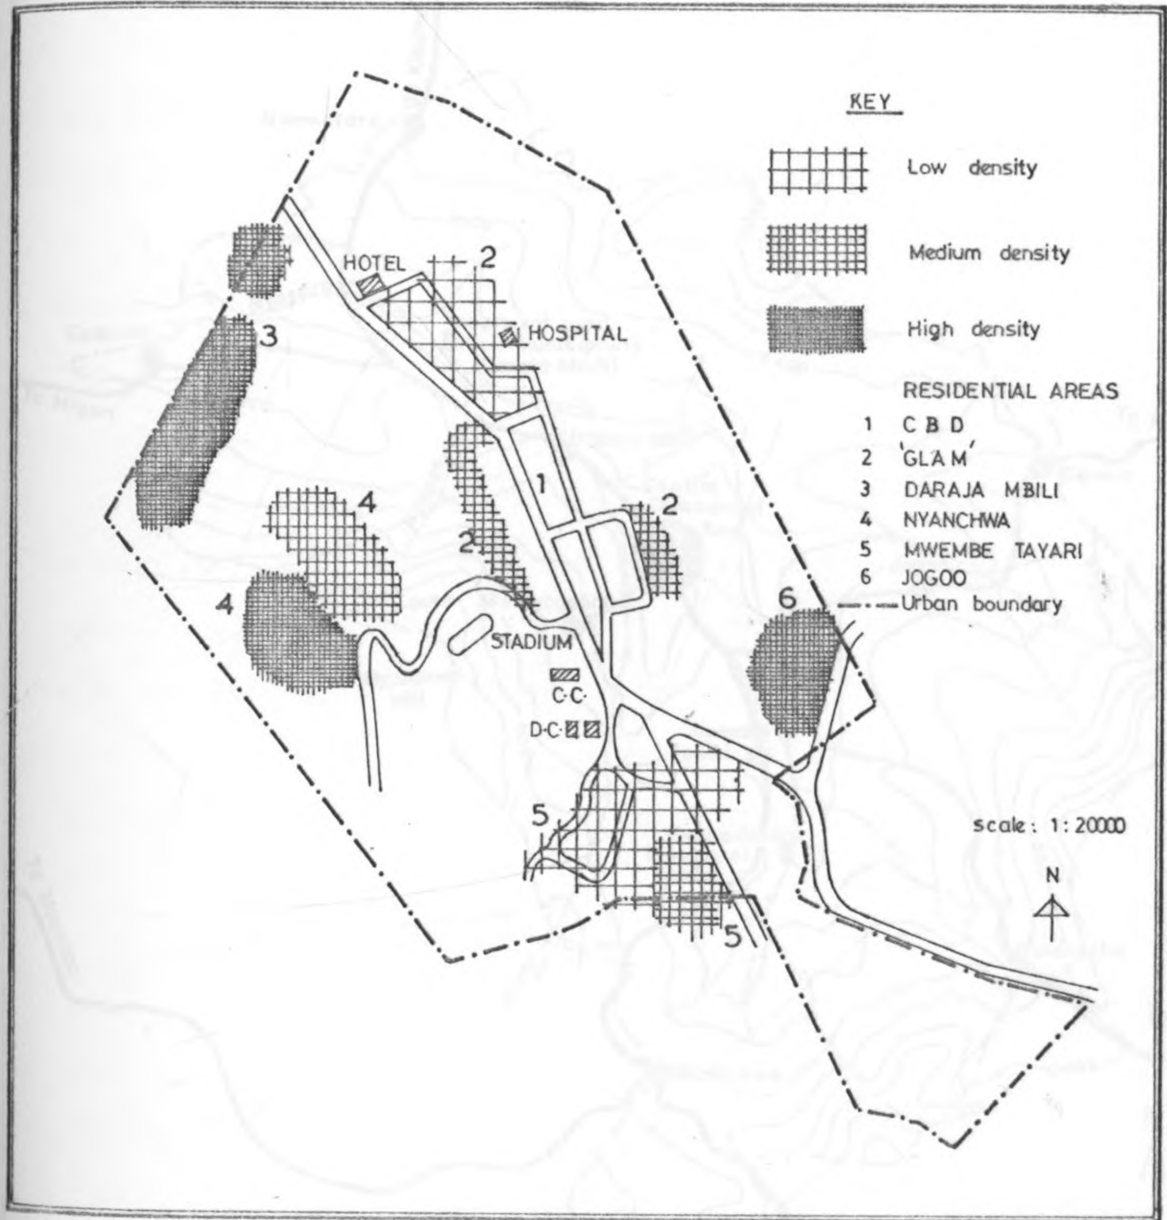 KEY
Low density
Medium density
High density
RESIDENTIAL AREAS
1 C B D
2 'GLAM'
3 DARAJA MBILI
4 NYANCHWA
5 MWEMBE TAYARI
6 JOGOO
Urban boundary
scale: 1:20000
N
HOTEL
2
HOSPITAL
3
4
1
2
2
4
6
STADIUM
C·C·
D·C·
5
5